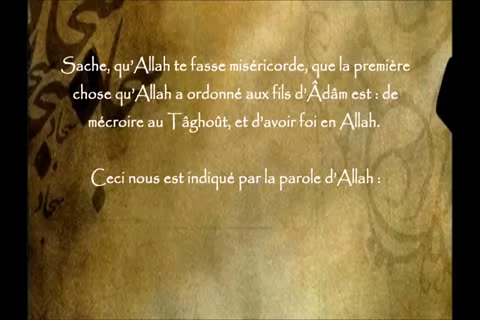 Sache, qu'Allah te fasse miséricorde, que la première
chose qu'Allah a ordonné aux fils d'Âdâm est : de
mécroire au Tâghoût, et d'avoir foi en Allah.
Ceci nous est indiqué par la parole d'Allah :